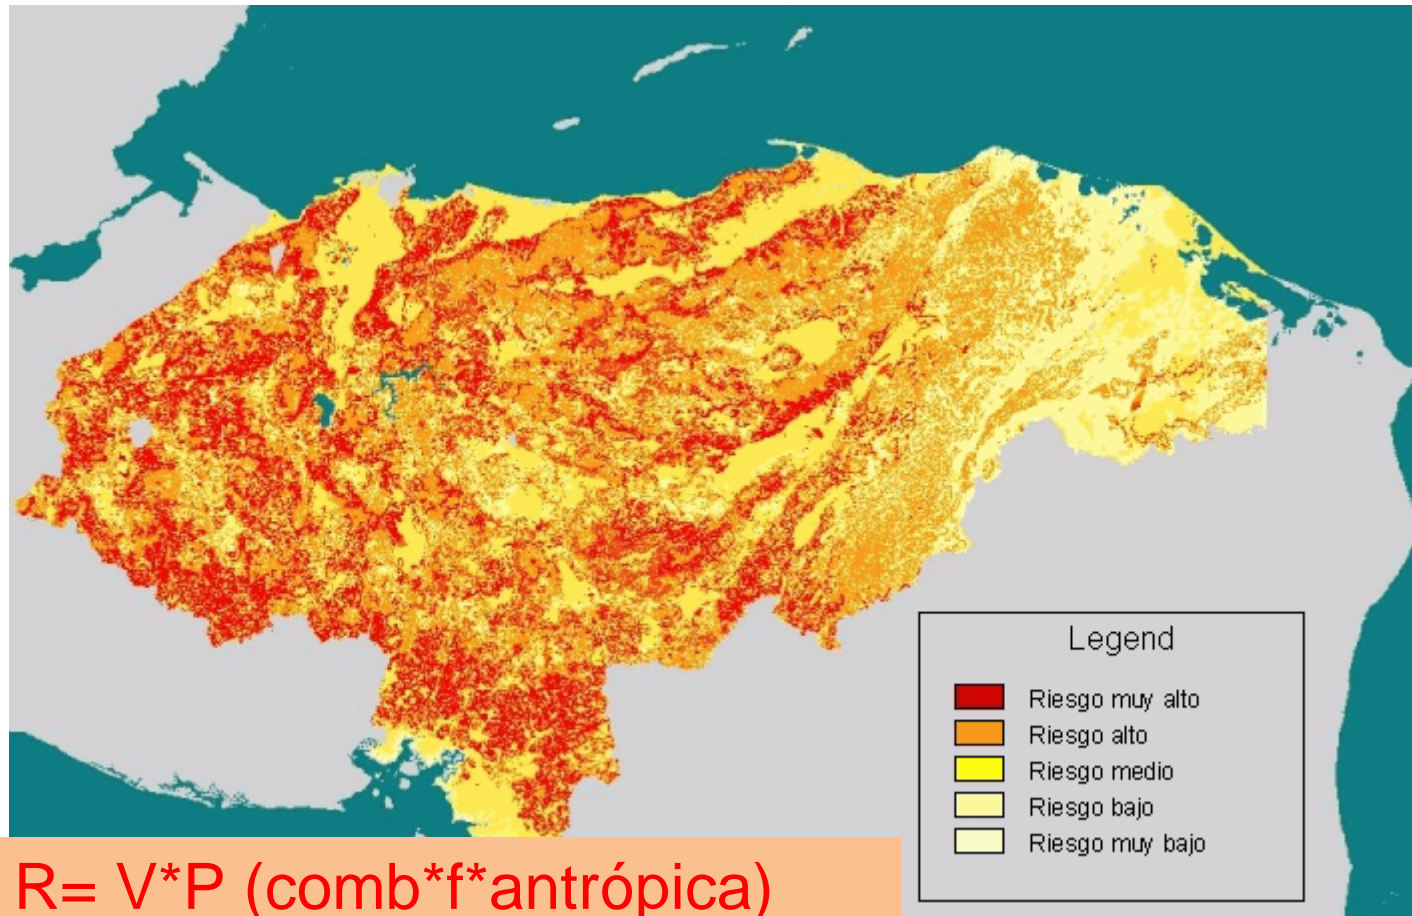 Legend
Riesgo muy alto
Riesgo alto
Riesgo medio
Riesgo bajo
Riesgo muy bajo
R= V*P (comb*f*antrópica)